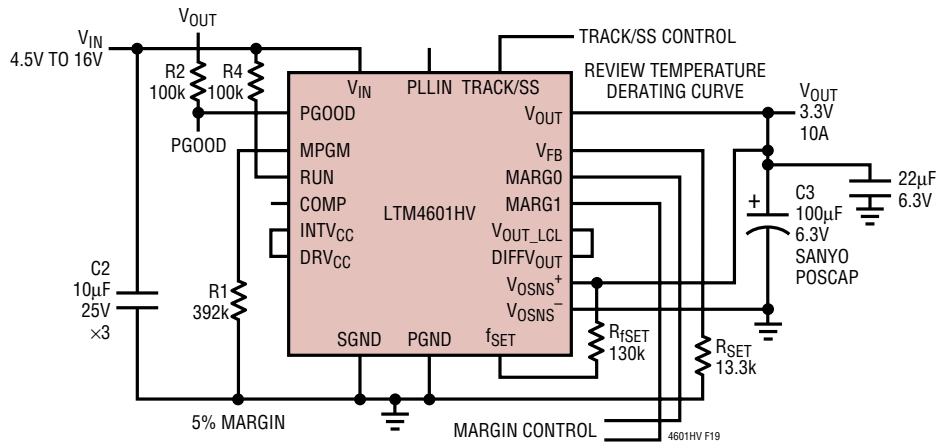 VOUT
VIN
4.5V TO 16V
R2
100k
R4
100k
PGOOD
TRACK/SS CONTROL
REVIEW TEMPERATURE
DERATING CURVE
VIN
PLLIN
TRACK/SS
PGOOD
MPGM
RUN
COMP
INTVCC
DRVCC
LTM4601HV
VOUT
VFB
MARG0
MARG1
VOUT_LCL
DIFFVOUT
VOSNS+
VOSNS–
SGND
PGND
fSET
VOUT
3.3V
10A
C3
100µF
6.3V
SANYO
POSCAP
+
22µF
6.3V
C2
10µF
25V
×3
R1
392k
RfSET
130k
RSET
13.3k
5% MARGIN
MARGIN CONTROL
4601HV F19